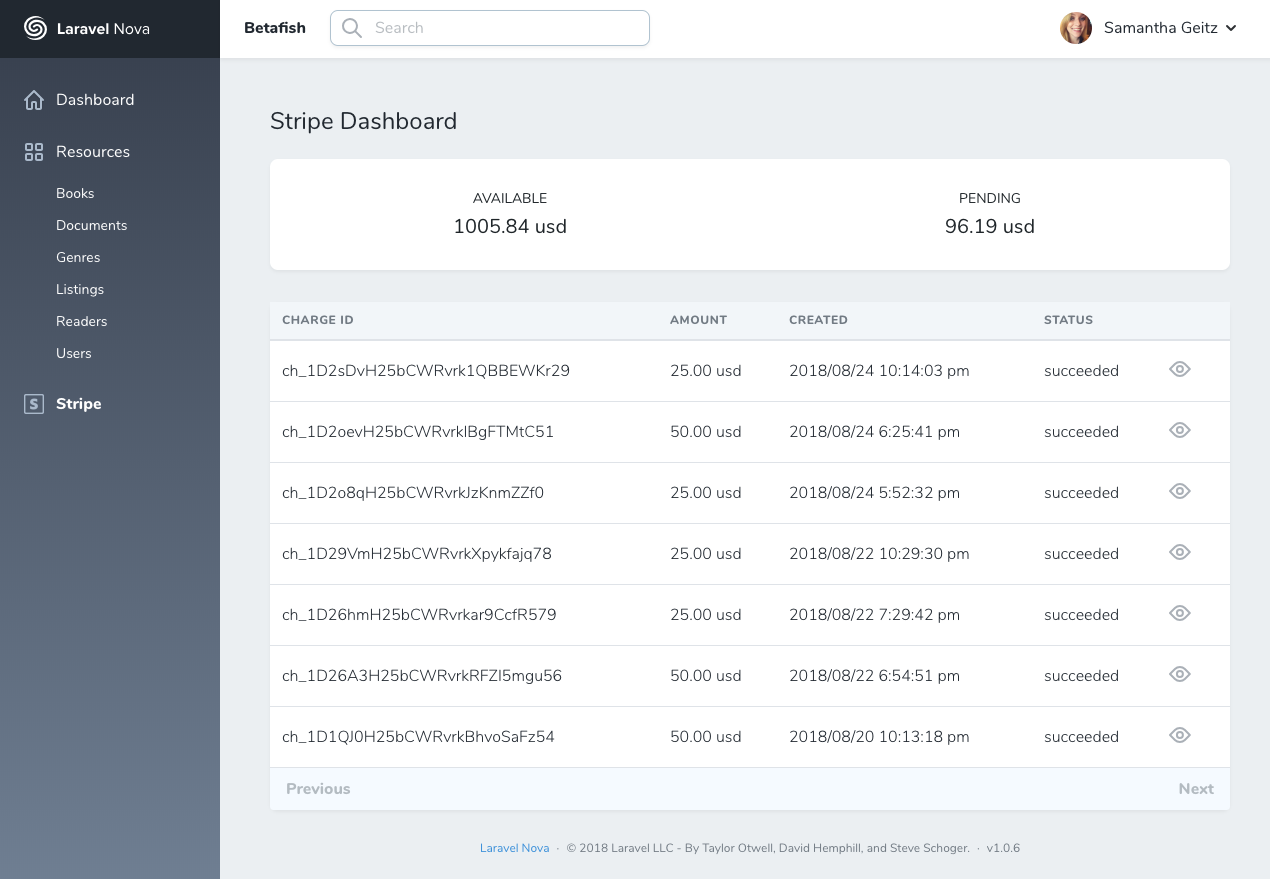 Laravel Nova
Betafish
Search
Samantha Geitz
Dashboard
Resources
Books
Documents
Genres
Listings
Readers
Users
S Stripe
Stripe Dashboard
AVAILABLE PENDING
1005.84 usd 96.19 usd
CHARGE ID AMOUNT CREATED STATUS
ch_1D2sDvH25bCWRvrk1QBBEWKr29 25.00 usd 2018/08/24 10:14:03 pm succeeded
ch_1D2oevH25bCWRvrklBgFTMtC51 50.00 usd 2018/08/24 6:25:41 pm succeeded
ch_1D2o8qH25bCWRvrkJzKnmZZf0 25.00 usd 2018/08/24 5:52:32 pm succeeded
ch_1D29VmH25bCWRvrkXpykfajq78 25.00 usd 2018/08/22 10:29:30 pm succeeded
ch_1D26hmH25bCWRvrkar9CcfR579 25.00 usd 2018/08/22 7:29:42 pm succeeded
ch_1D26A3H25bCWRvrkRFZI5mgu56 50.00 usd 2018/08/22 6:54:51 pm succeeded
ch_1D1QJ0H25bCWRvrkBhvoSaFz54 50.00 usd 2018/08/20 10:13:18 pm succeeded
Previous Next
Laravel Nova · © 2018 Laravel LLC - By Taylor Otwell, David Hemphill, and Steve Schoger. · v1.0.6